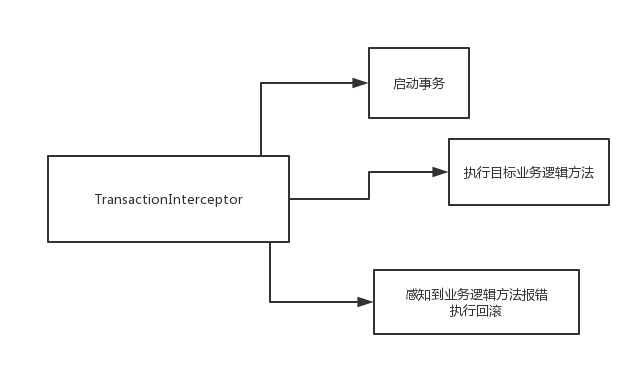 启动事务
执行目标业务逻辑方法
TransactionInterceptor
感知到业务逻辑方法报错
执行回滚